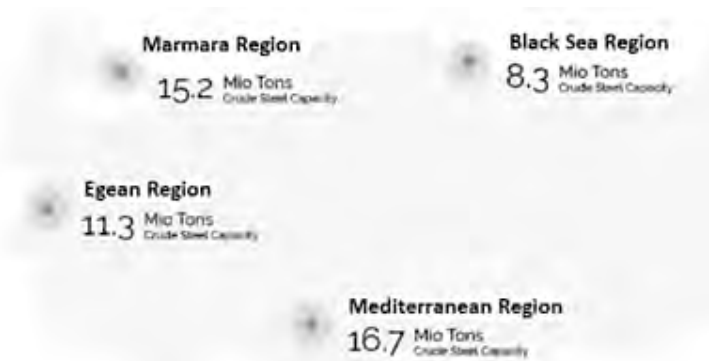 Marmara Region
15.2 Mio Tons
Crude Steel Capacity
Black Sea Region
8.3 Mio Tons
Crude Steel Capacity
Egean Region
11.3 Mio Tons
Crude Steel Capacity
Mediterranean Region
16.7 Mio Tons
Crude Steel Capacity